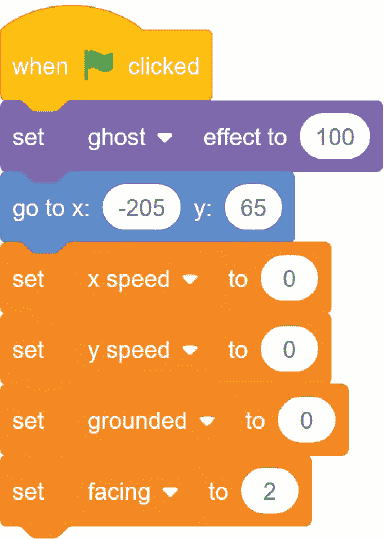 when clicked
set ghost effect to 100
go to x: -205 y: 65
set x speed to 0
set y speed to 0
set grounded to 0
set facing to 2